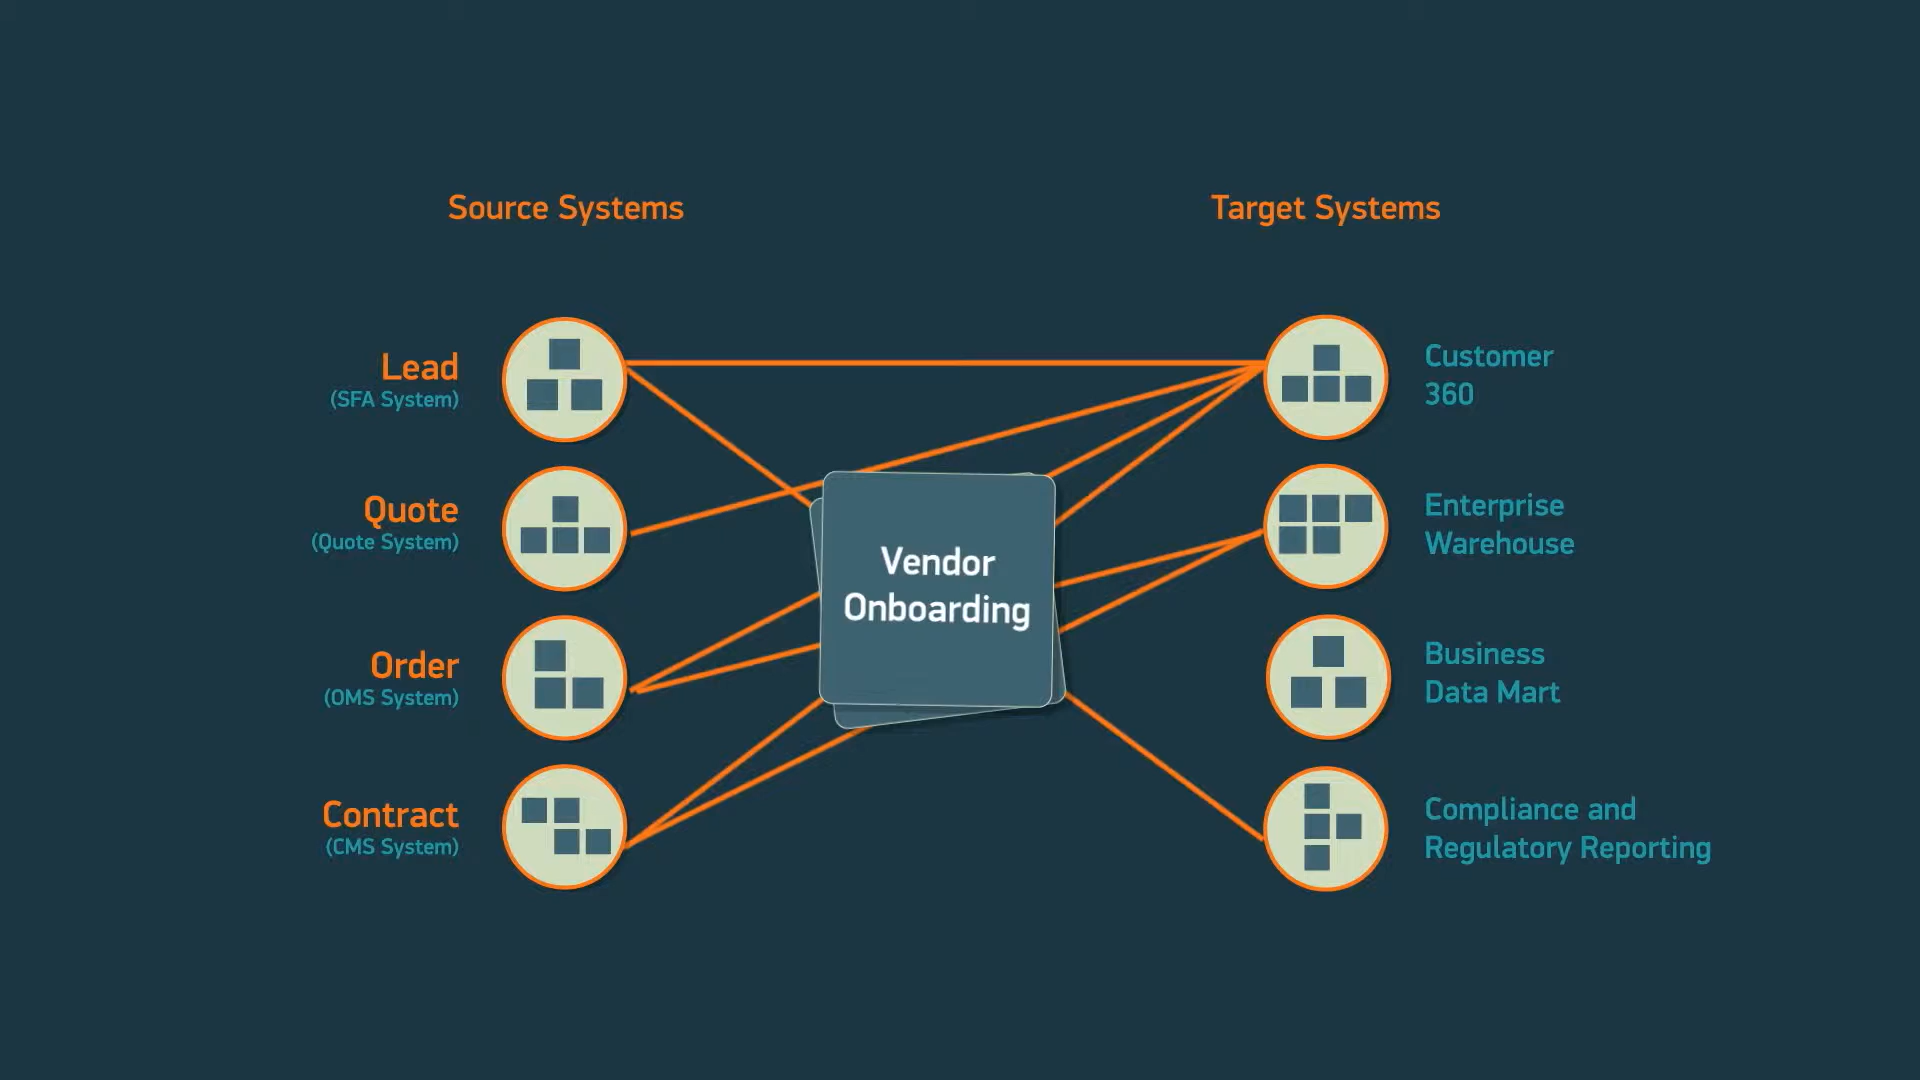 Source Systems
Target Systems
Lead
(SFA System)
Quote
(Quote System)
Order
(OMS System)
Contract
(CMS System)
Vendor
Onboarding
Customer
360
Enterprise
Warehouse
Business
Data Mart
Compliance and
Regulatory Reporting